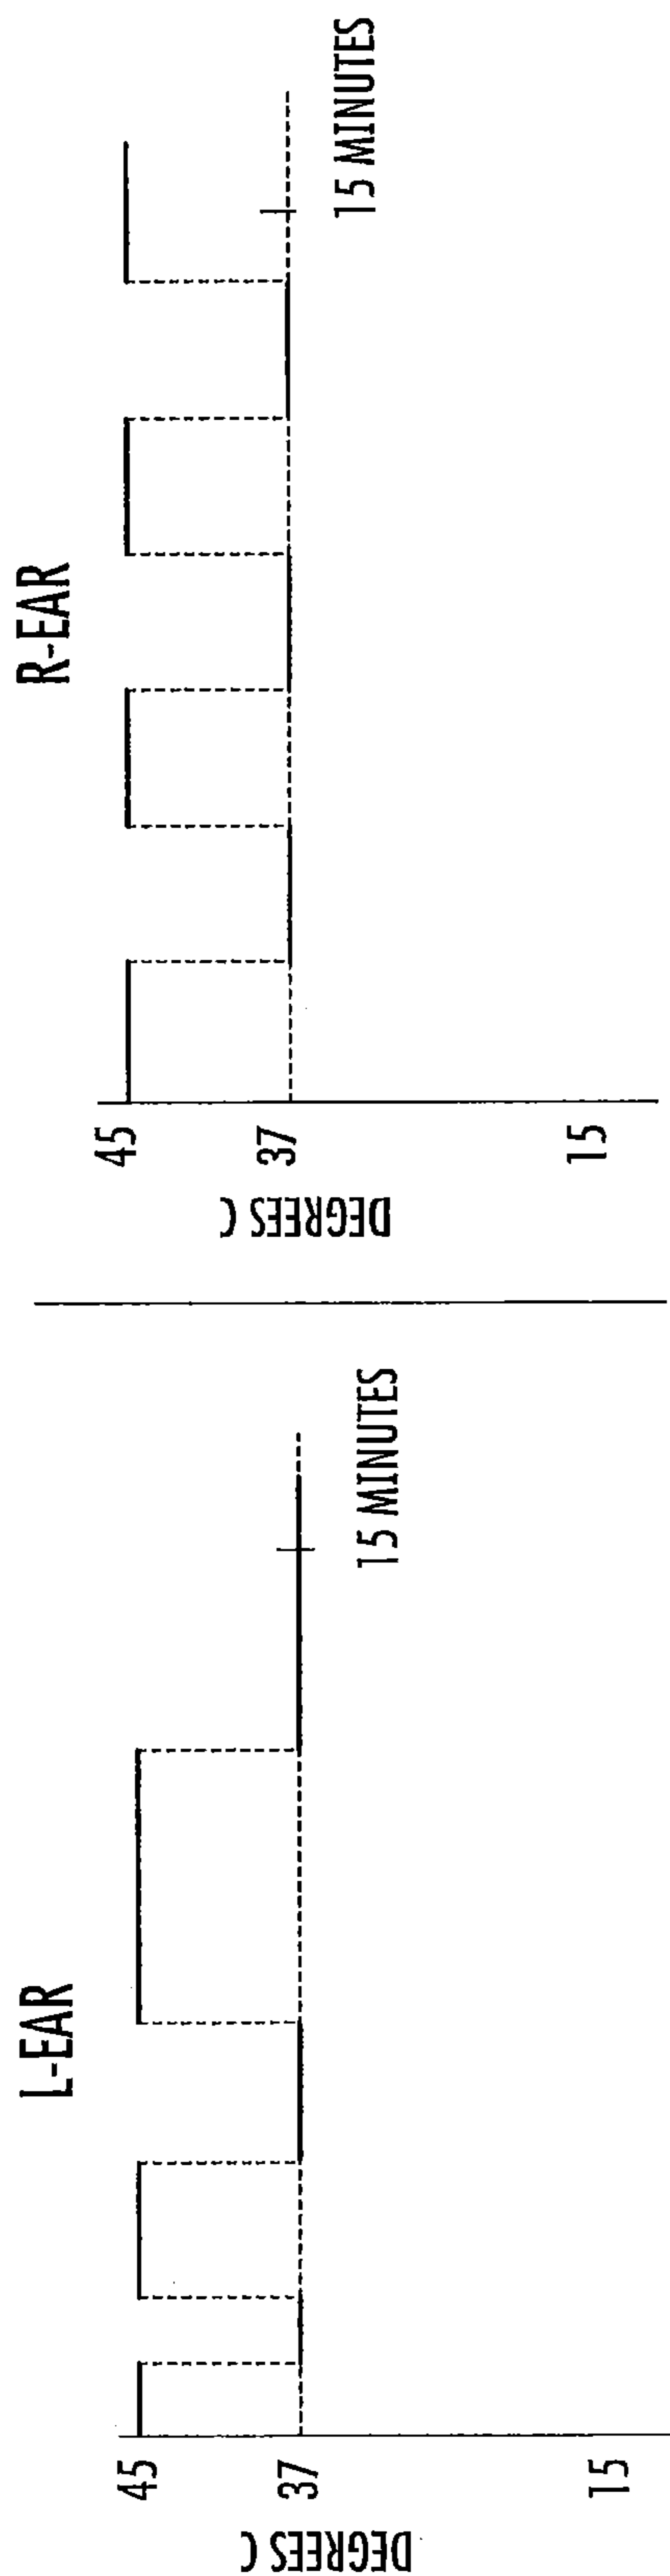 L-EAR
45
37
15
DEGREES C
15 MINUTES
R-EAR
45
37
15
DEGREES C
15 MINUTES